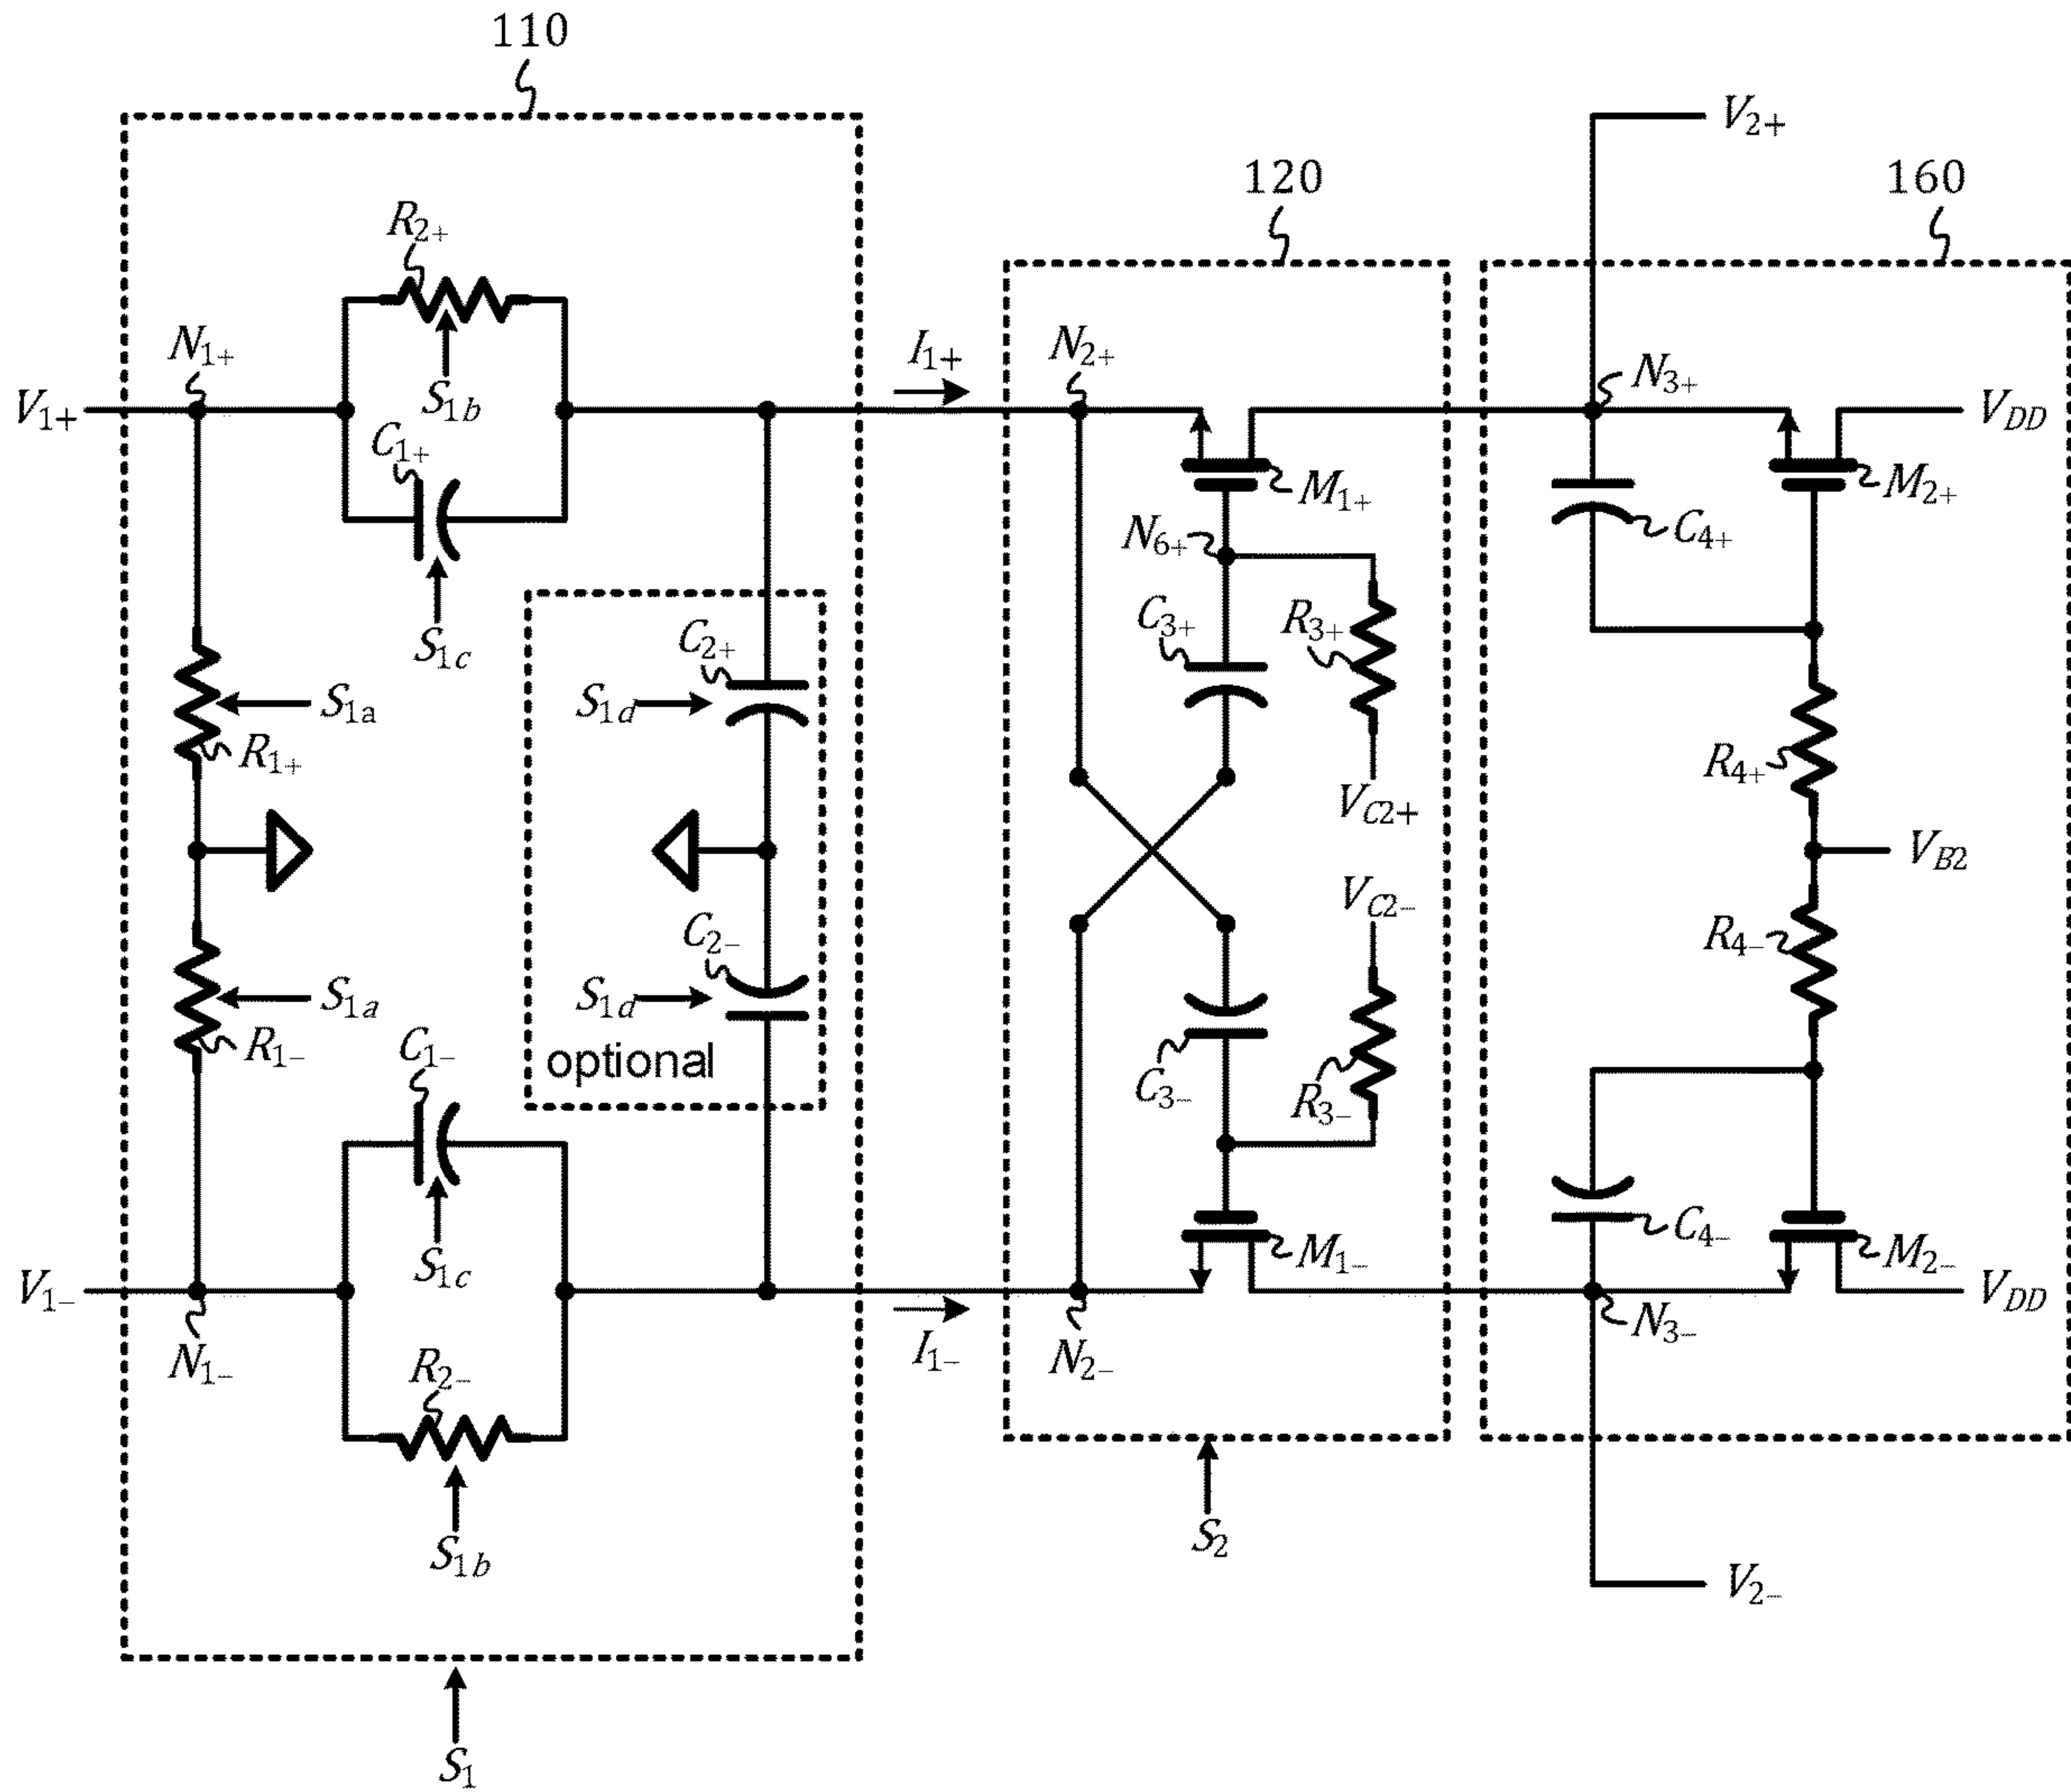 110
V2+
120
160
R2+
N1+
I1+
N2+
N3+
V1+
S1b
VDD
C1+
M1+
M2+
N6+
C4+
S1c
C3+
R3+
C2+
S1a
S1d
R1+
R4+
VC2+
VB2
VC2-
C2-
R4-
S1a
S1d
R1-
C1-
optional
C3-
R3-
C4-
S1c
M1-
M2-
V1-
VDD
N1-
R2-
I1-
N2-
N3-
S1b
S2
V2-
S1